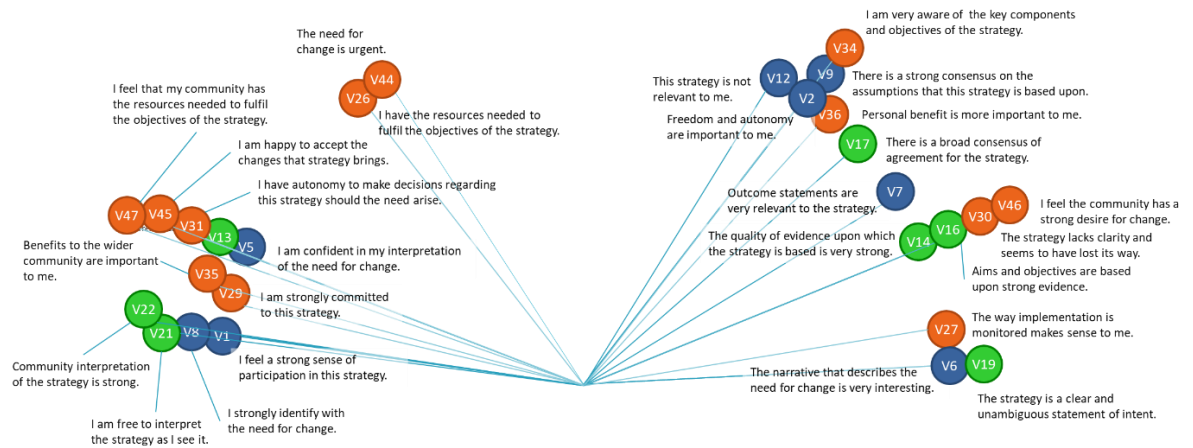 The need for
change is urgent.
V44
V26
I have the resources needed to
fulfil the objectives of the strategy.
I feel that my community has
the resources needed to fulfil
the objectives of the strategy.
I am happy to accept the
changes that strategy brings.
I have autonomy to make decisions regarding
this strategy should the need arise.
V47
V45
V31
V13
V5
I am confident in my interpretation
of the need for change.
Benefits to the wider
community are important
to me.
V35
V29
I am strongly committed
to this strategy.
V22
V21
V8
V1
I feel a strong sense of
participation in this strategy.
Community interpretation
of the strategy is strong.
I am free to interpret
the strategy as I see it.
I strongly identify with
the need for change.
I am very aware of the key components
and objectives of the strategy.
V34
V12
V9
V2
V36
This strategy is not
relevant to me.
There is a strong consensus on the
assumptions that this strategy is based upon.
Freedom and autonomy
are important to me.
Personal benefit is more important to me.
V17
There is a broad consensus of
agreement for the strategy.
Outcome statements are
very relevant to the strategy.
V7
The quality of evidence upon which
the strategy is based is very strong.
V14
V16
V30
V46
I feel the community has a
strong desire for change.
The strategy lacks clarity and
seems to have lost its way.
Aims and objectives are based
upon strong evidence.
V27
The way implementation is
monitored makes sense to me.
The narrative that describes the
need for change is very interesting.
V6
V19
The strategy is a clear and
unambiguous statement of intent.